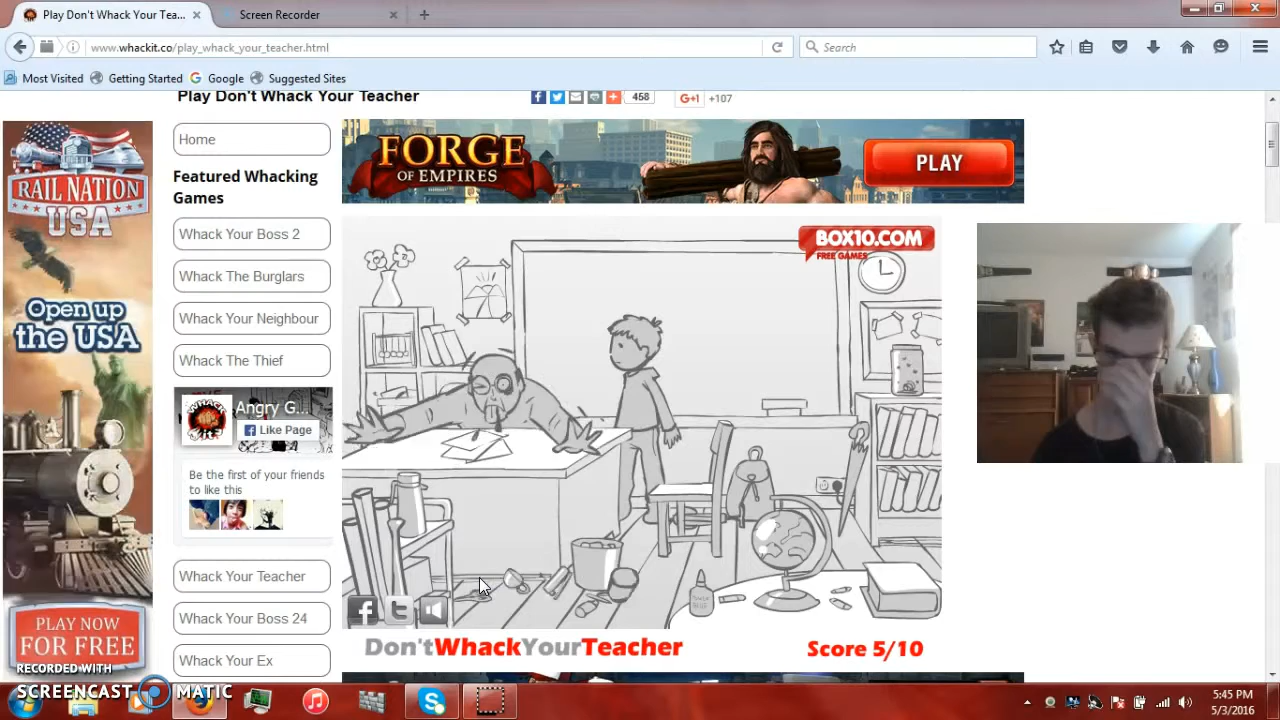 Play Don't Whack Your Tea...
Screen Recorder
www.whackit.co/play_whack_your_teacher.html
Search
Most Visited
Getting Started
Google
Suggested Sites
Play Don't Whack Your Teacher
458
G+1
+107
Home
Featured Whacking
Games
Whack Your Boss 2
Whack The Burglars
Whack Your Neighbour
Whack The Thief
Angry G...
Like Page
Be the first of your friends
to like this
Whack Your Teacher
Whack Your Boss 24
Whack Your Ex
RAIL NATION
USA
Open up
the USA
PLAY NOW
FOR FREE
FORGE
OF EMPIRES
PLAY
BOX10.COM
FREE GAMES
Don'tWhackYourTeacher
Score 5/10
RECORDED WITH
SCREENCAST MATIC
5:45 PM
5/3/2016